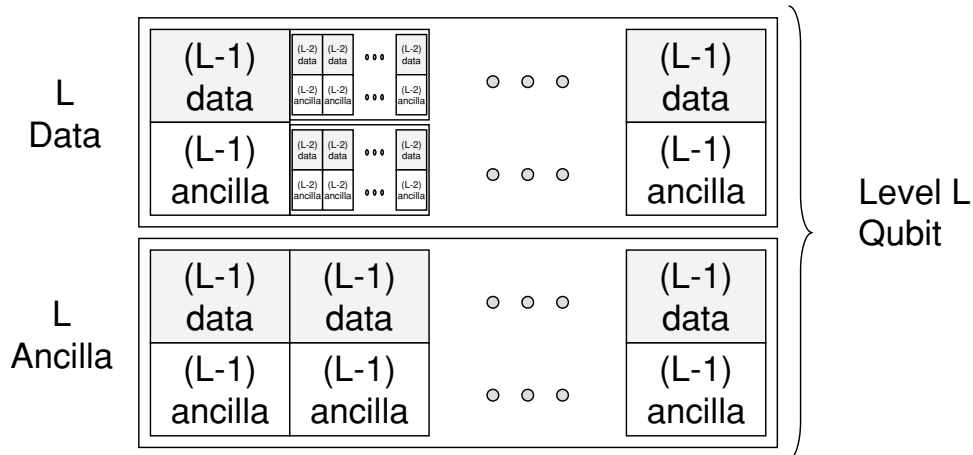 L
Data
(L-1)
data
(L-2)
data
(L-2)
data
(L-2)
data
(L-2)
ancilla
(L-2)
ancilla
(L-2)
ancilla
(L-1)
data
(L-1)
ancilla
(L-2)
data
(L-2)
data
(L-2)
data
(L-2)
ancilla
(L-2)
ancilla
(L-2)
ancilla
(L-1)
ancilla
L
Ancilla
(L-1)
data
(L-1)
data
(L-1)
data
(L-1)
ancilla
(L-1)
ancilla
(L-1)
ancilla
Level L
Qubit